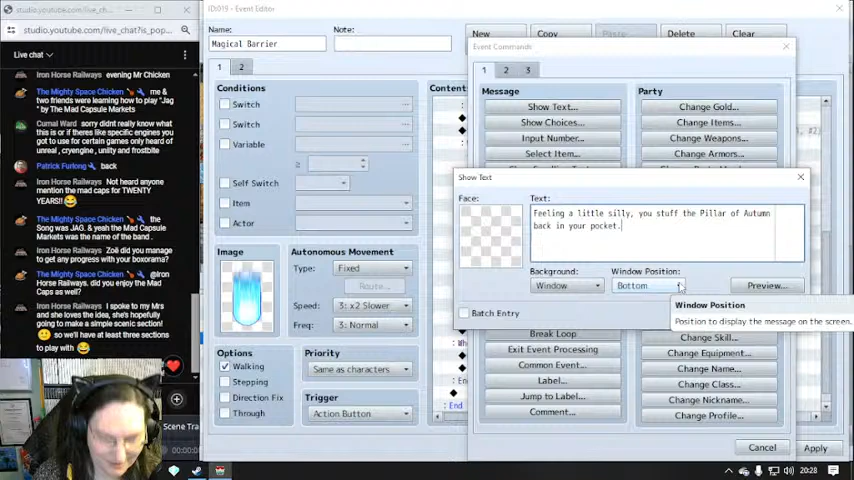 studio.youtube.com/live_chat?is_pop
studio.youtube.com/live_chat?is_p...
Live chat
Iron Horse Railways evening Mr Chicken
The Mighty Space Chicken me &
two friends were learning how to play "Jag
" by The Mad Capsule Markets
Cumal Ward sorry didnt really know what
this is or if theres like specific engines you
got to use for certain games not only
unreal , cryengine , unity and frostbite
Patrick Furlong back
Iron Horse Railways Not heard anyone
mention the mad caps for TWENTY
YEARS!!
The Mighty Space Chicken the
Song was JAG. & yeah the Mad Capsule
Markets was the name of the band .
Iron Horse Railways Zoë did you manage
to get any progress with your boxorama?
The Mighty Space Chicken @Iron
Horse Railways Did you ever like the Mad
Caps as well?
Iron Horse Railways I spoke to my Mrs
and she loves the idea, she's hopefully
going to make a simple scenic section!
so we'll have at least three sections
to play with
Scene Tra
ID:019 - Event Editor
Name:
Magical Barrier
Note:
New
Copy
Paste
Delete
Clear
1
2
Conditions
Switch
Switch
Variable
≥
Self Switch
Item
Actor
Image
Autonomous Movement
Type: Fixed
Route...
Speed: 3: x2 Slower
Freq: 3: Normal
Options
Walking
Stepping
Direction Fix
Through
Priority
Same as characters
Trigger
Action Button
: End
Event Commands
1
2
3
Message
Show Text...
Show Choices...
Input Number...
Select Item...
Party
Change Gold...
Change Items...
Change Weapons...
Change Armors...
Show Text
Face:
Text:
Feeling a little silly, you stuff the Pillar of Autumn
back in your pocket.
Background:
Window
Window Position:
Bottom
Preview...
Batch Entry
Window Position
Position to display the message on the screen.
Break Loop
Exit Event Processing
Common Event...
Label...
Jump to Label...
Comment...
Change Skill...
Change Equipment...
Change Name...
Change Class...
Change Nickname...
Change Profile...
Cancel
Apply
20:28